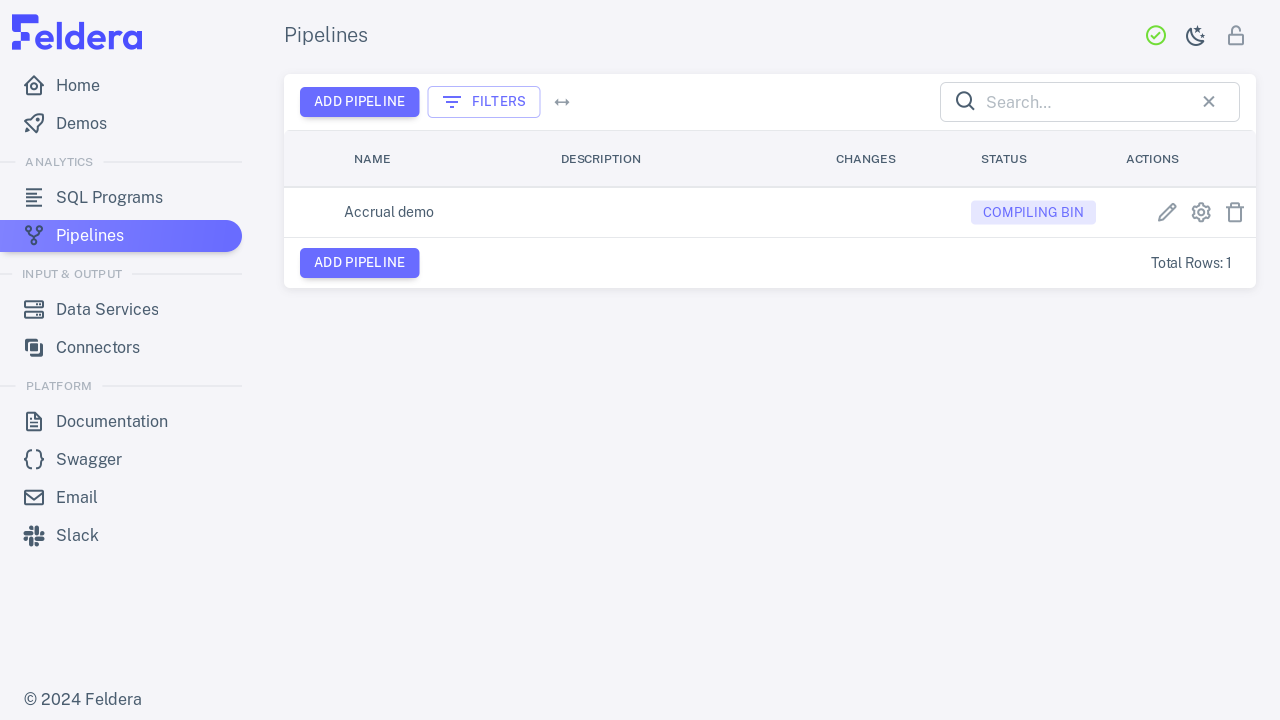 Feldera
Pipelines
Home
Demos
ANALYTICS
SQL Programs
Pipelines
INPUT & OUTPUT
Data Services
Connectors
PLATFORM
Documentation
Swagger
Email
Slack
© 2024 Feldera
ADD PIPELINE
FILTERS
Search...
NAME DESCRIPTION CHANGES STATUS ACTIONS
Accrual demo COMPILING BIN
ADD PIPELINE
Total Rows: 1